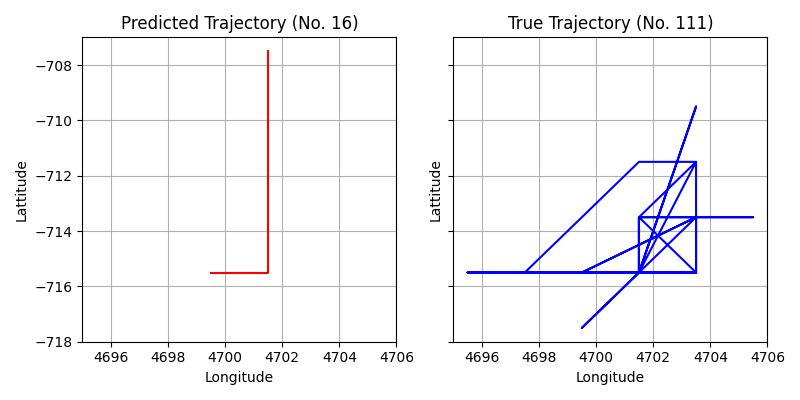 Predicted Trajectory (No. 16)
True Trajectory (No. 111)
Lattitude
−708
−710
−712
−714
−716
−718
4696 4698 4700 4702 4704 4706
Longitude
Lattitude
4696 4698 4700 4702 4704 4706
Longitude